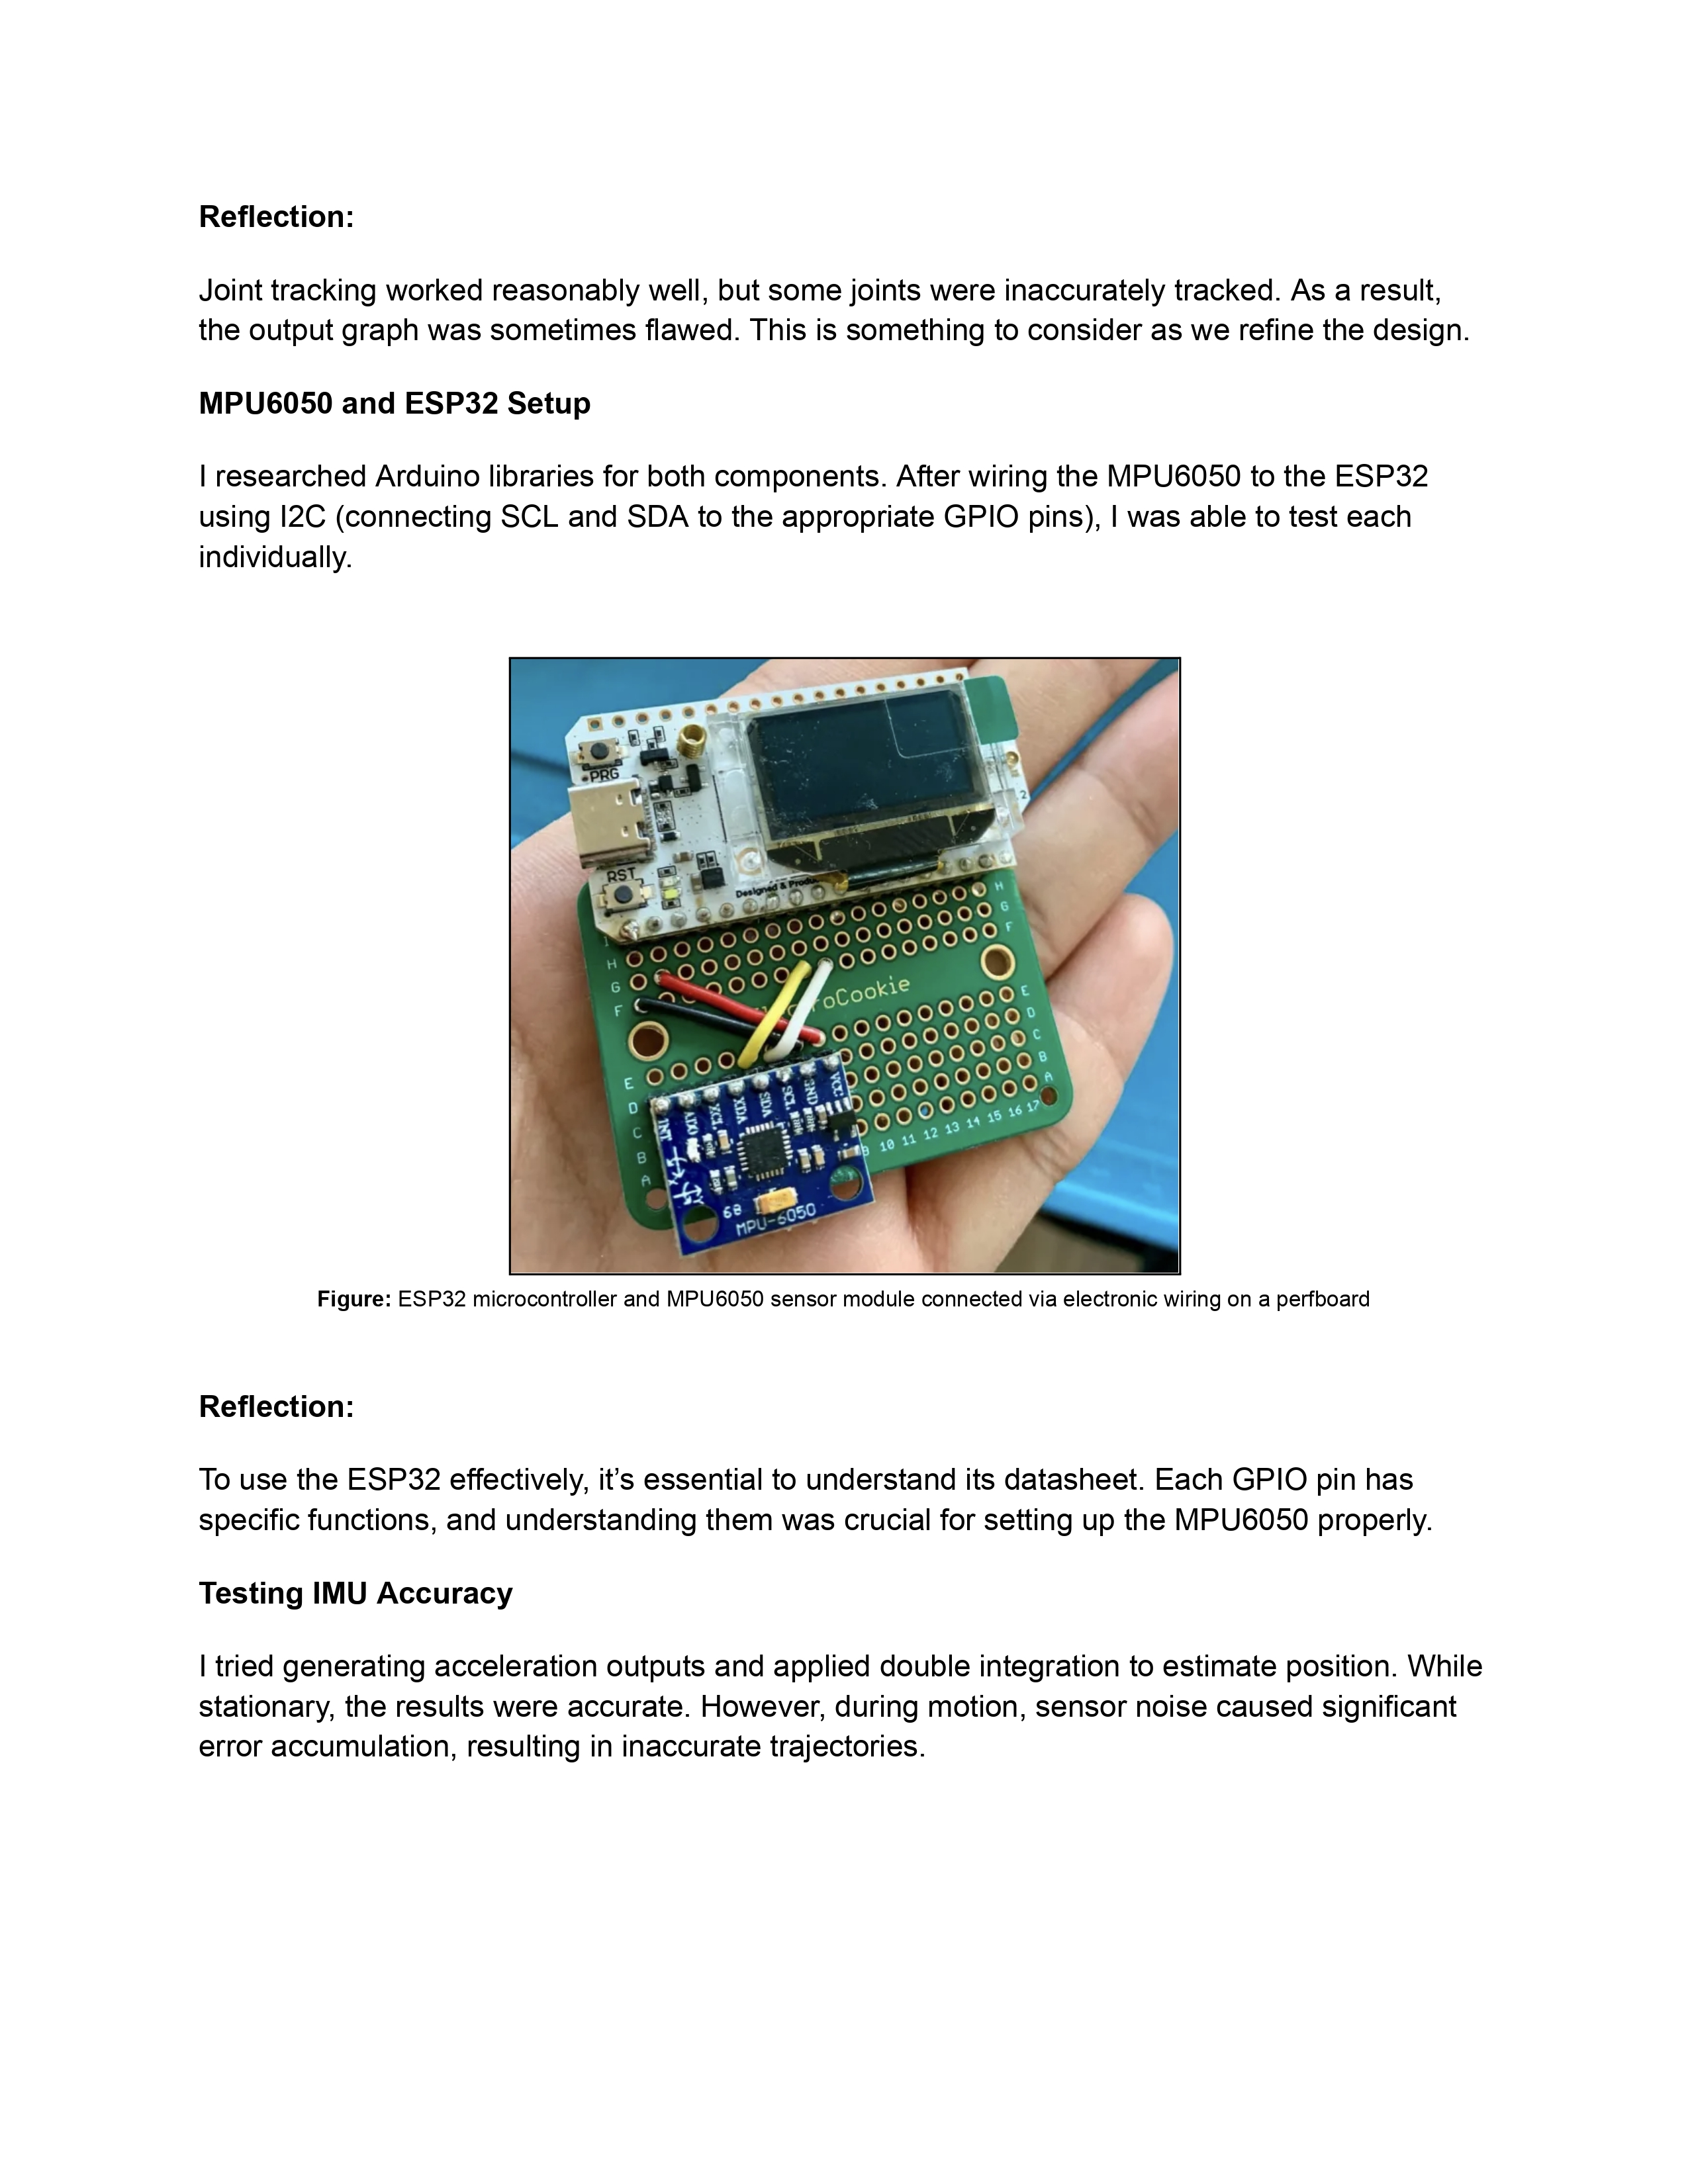 Reflection:
Joint tracking worked reasonably well, but some joints were inaccurately tracked. As a result,
the output graph was sometimes flawed. This is something to consider as we refine the design.
MPU6050 and ESP32 Setup
I researched Arduino libraries for both components. After wiring the MPU6050 to the ESP32
using I2C (connecting SCL and SDA to the appropriate GPIO pins), I was able to test each
individually.
PRG
RST
Designed & Produ
2
H
G
F
I
H
G
F
roCookie
E
D
C
B
A
E
D
C
B
A
INT
XCL
XDA
SDA
SCL
GND
VCC
10 11 12 13 14 15 16 17
68
MPU-6050
Figure: ESP32 microcontroller and MPU6050 sensor module connected via electronic wiring on a perfboard
Reflection:
To use the ESP32 effectively, it’s essential to understand its datasheet. Each GPIO pin has
specific functions, and understanding them was crucial for setting up the MPU6050 properly.
Testing IMU Accuracy
I tried generating acceleration outputs and applied double integration to estimate position. While
stationary, the results were accurate. However, during motion, sensor noise caused significant
error accumulation, resulting in inaccurate trajectories.